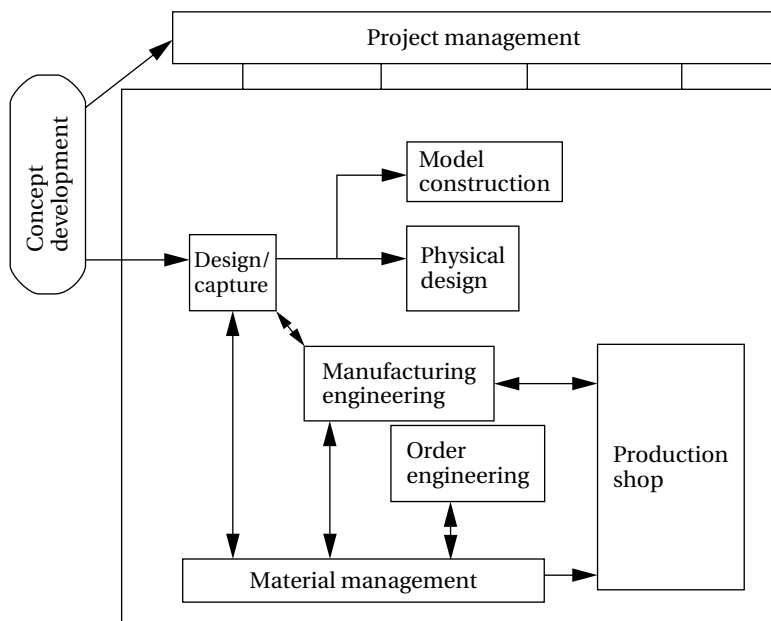 Project management
Concept
development
Model
construction
Design/
capture
Physical
design
Manufacturing
engineering
Order
engineering
Production
shop
Material management